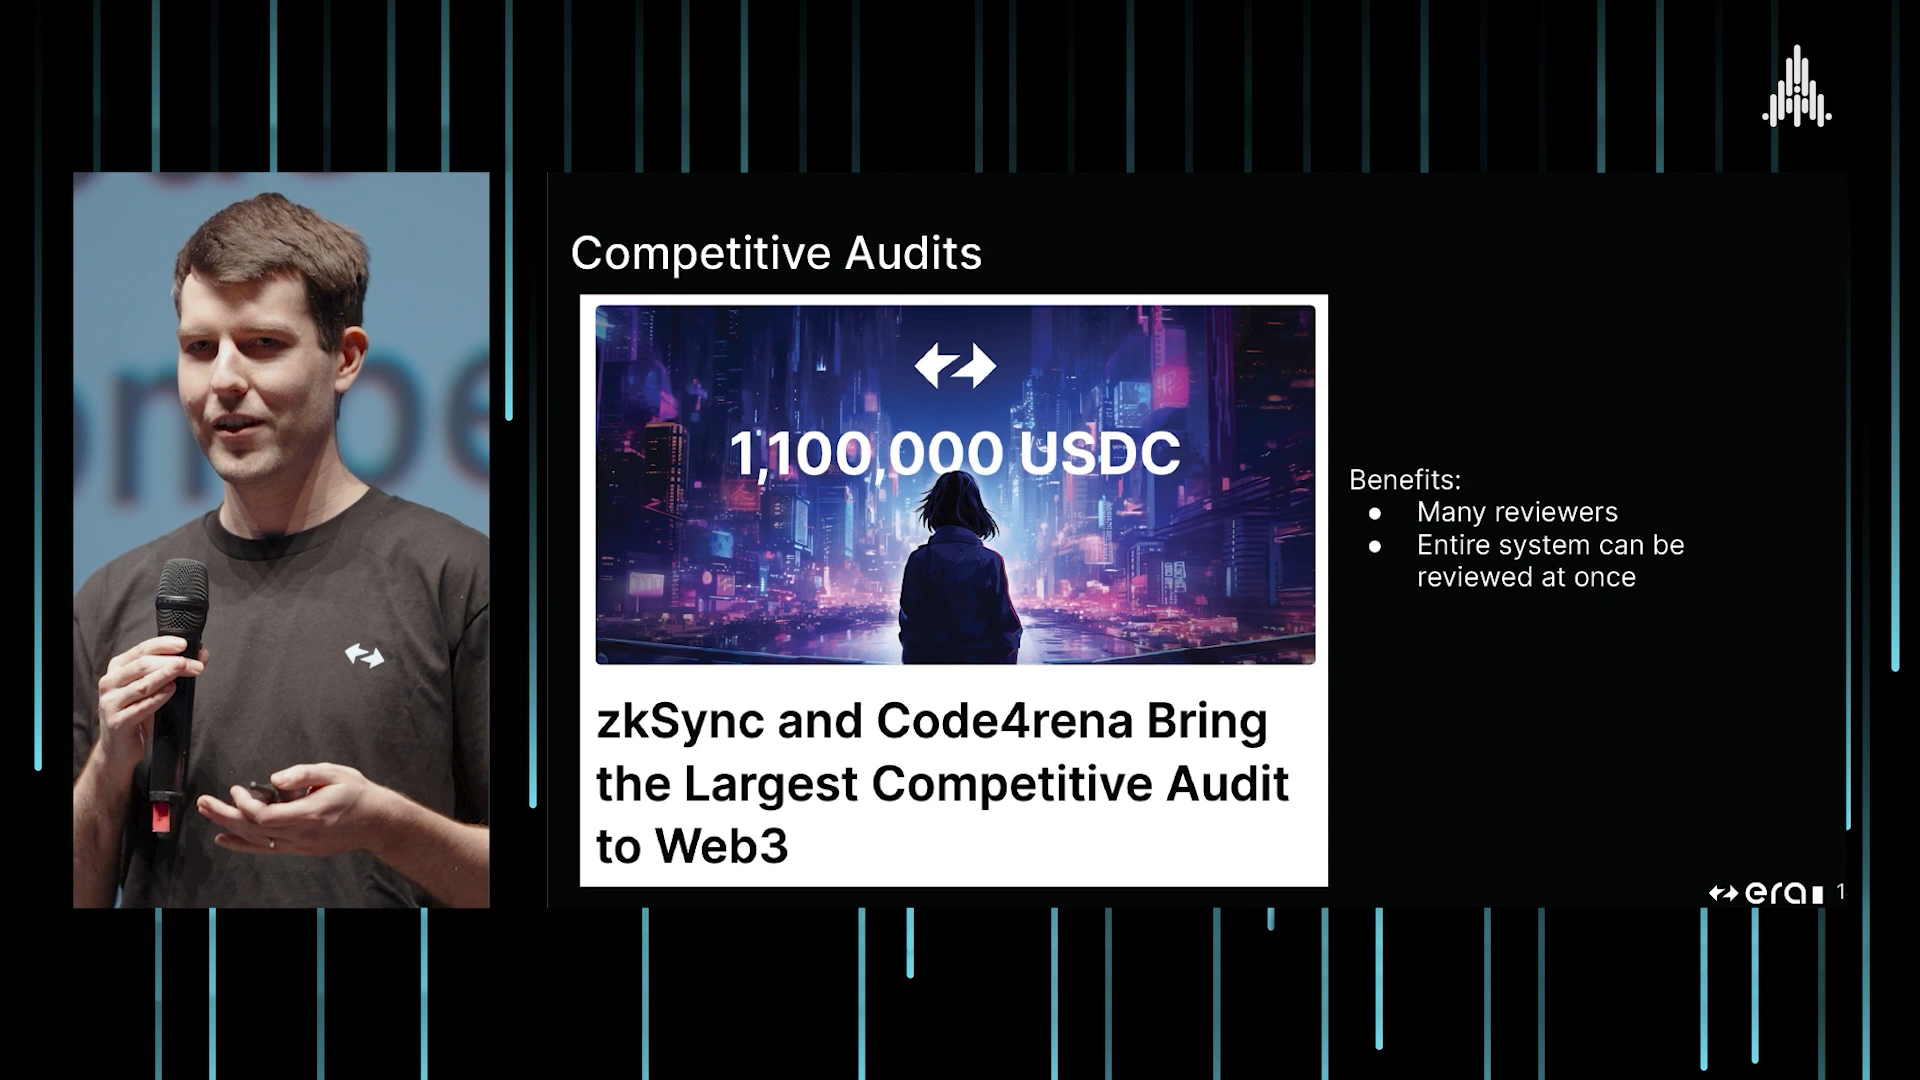 Competitive Audits
1,100,000 USDC
zkSync and Code4rena Bring
the Largest Competitive Audit
to Web3
Benefits:
● Many reviewers
● Entire system can be
reviewed at once
era
1